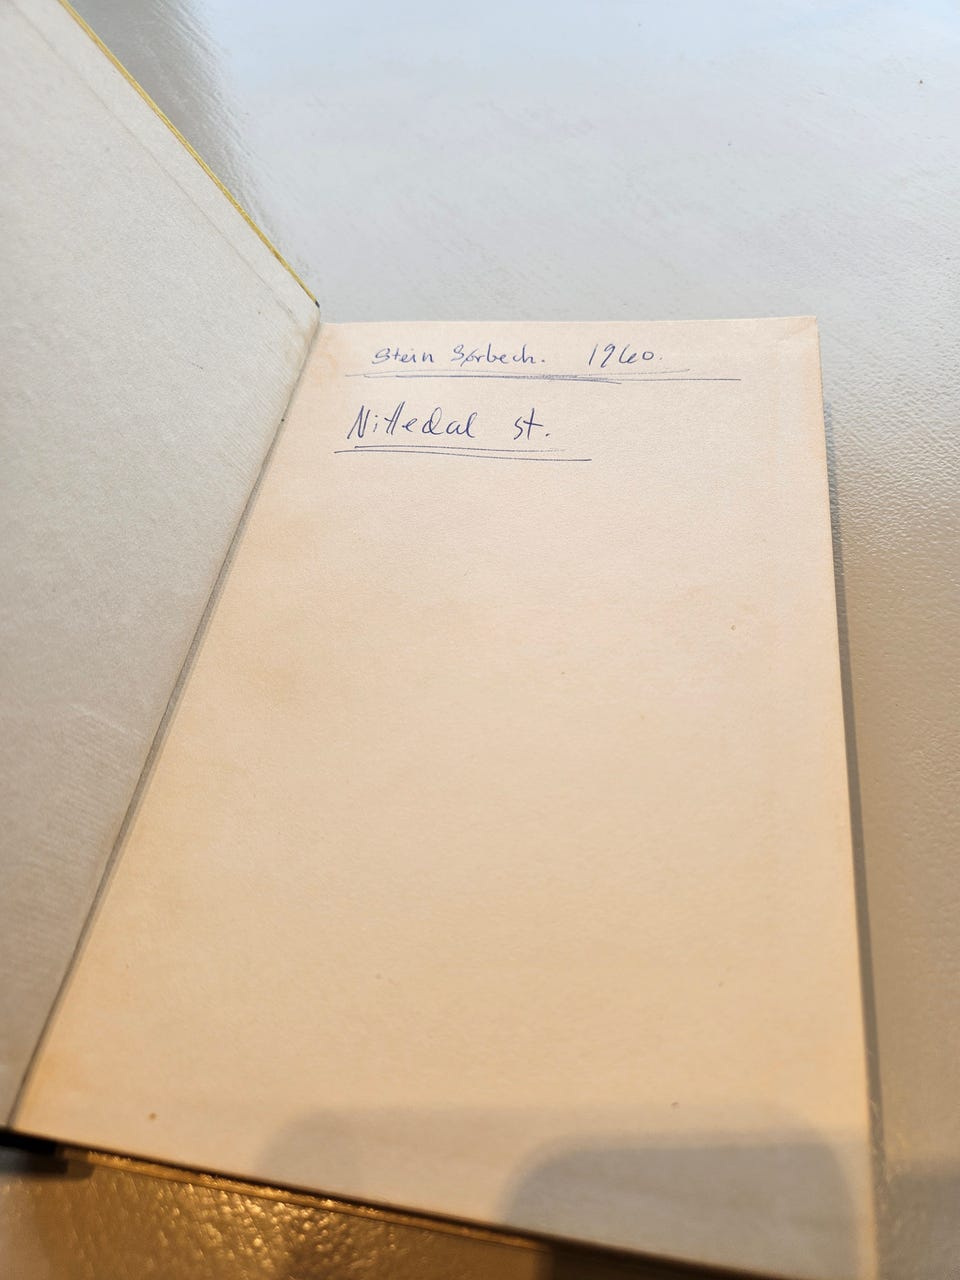 Stein Sørbech. 1960.
Nittedal st.